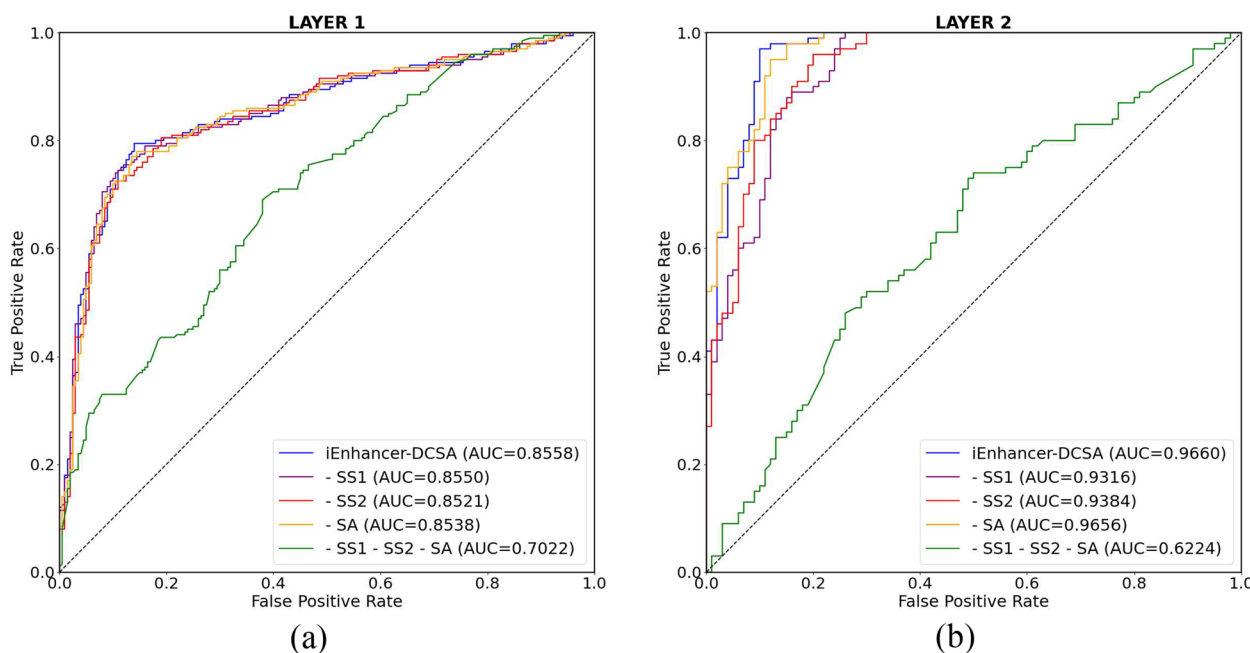 LAYER 1
True Positive Rate
1.0
0.8
0.6
0.4
0.2
0.0
iEnhancer-DCSA (AUC=0.8558)
- SS1 (AUC=0.8550)
- SS2 (AUC=0.8521)
- SA (AUC=0.8538)
- SS1 - SS2 - SA (AUC=0.7022)
0.0 0.2 0.4 0.6 0.8 1.0
False Positive Rate
(a)
LAYER 2
True Positive Rate
1.0
0.8
0.6
0.4
0.2
0.0
iEnhancer-DCSA (AUC=0.9660)
- SS1 (AUC=0.9316)
- SS2 (AUC=0.9384)
- SA (AUC=0.9656)
- SS1 - SS2 - SA (AUC=0.6224)
0.0 0.2 0.4 0.6 0.8 1.0
False Positive Rate
(b)